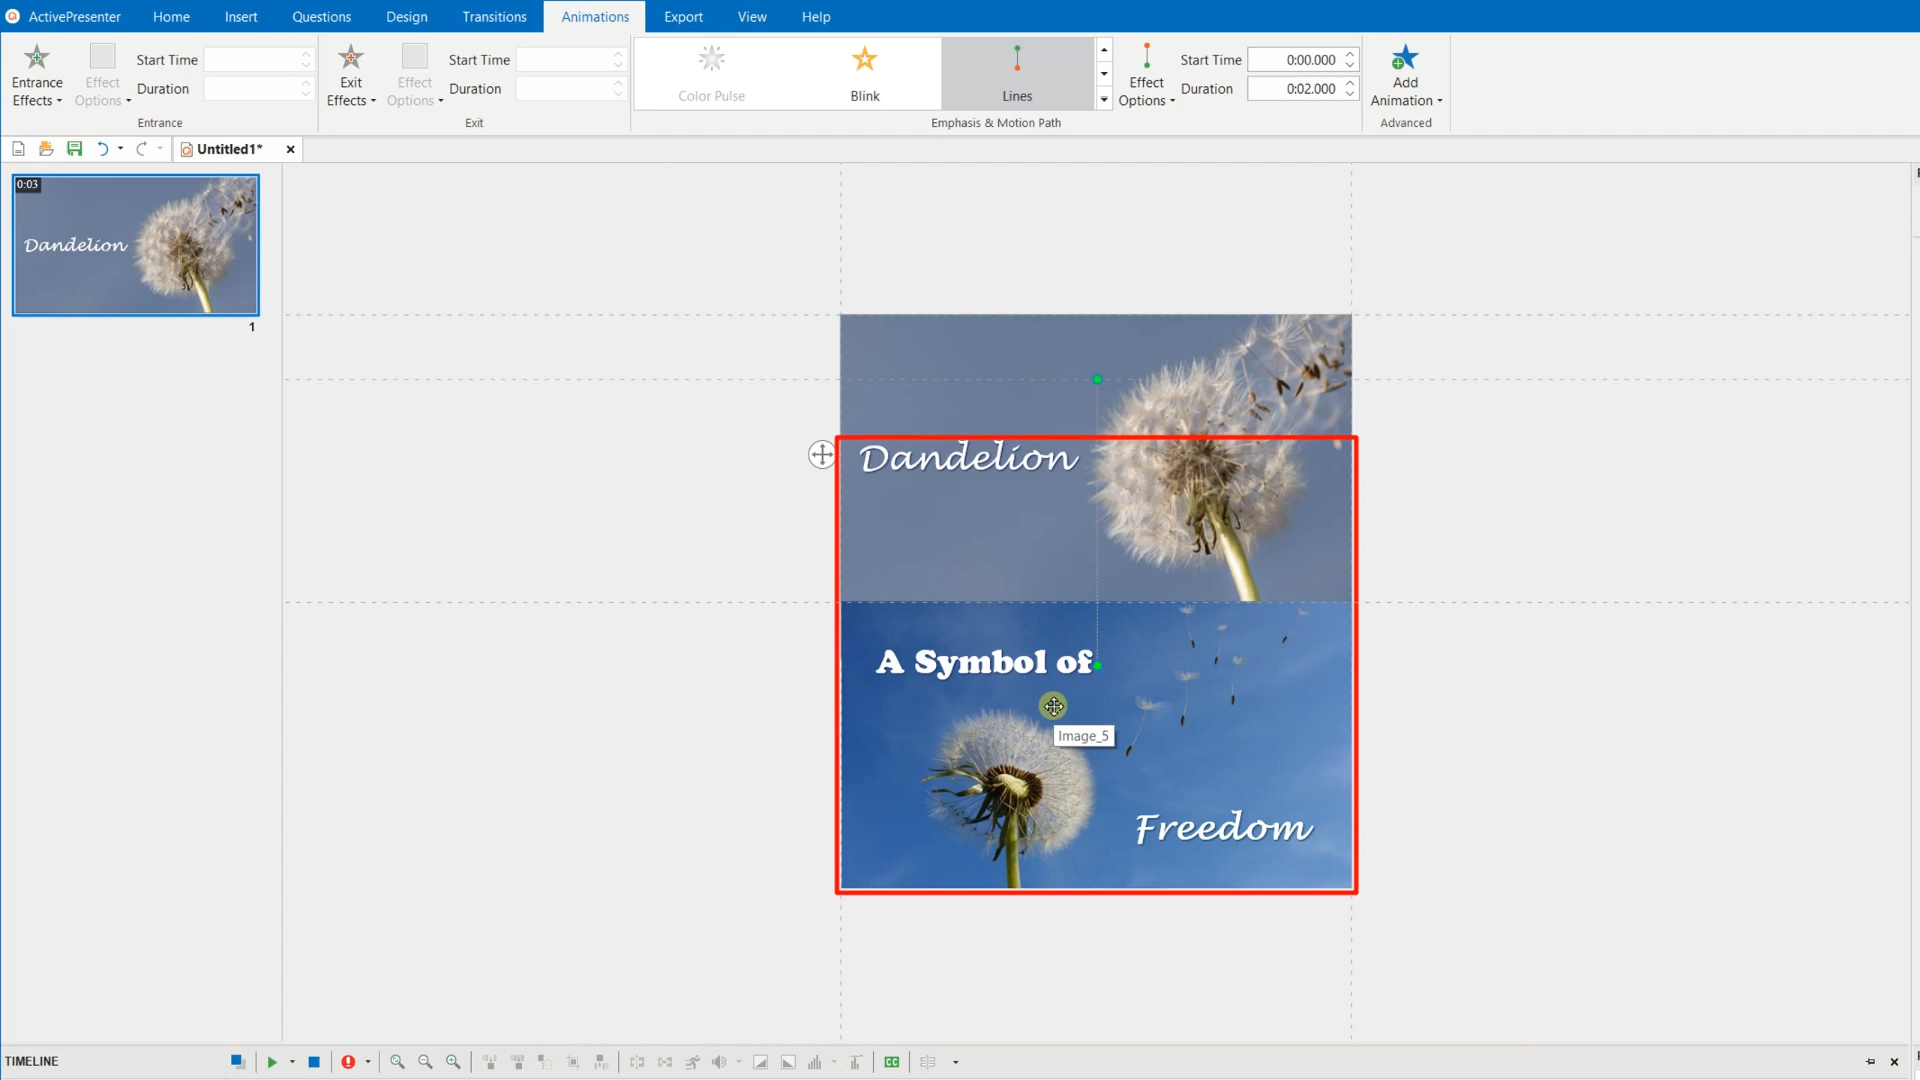 ActivePresenter
Home
Insert
Questions
Design
Transitions
Animations
Export
View
Help
Entrance
Effects
Effect
Options
Start Time
Duration
Entrance
Exit
Effects
Effect
Options
Start Time
Duration
Exit
Color Pulse
Blink
Lines
Effect
Options
Start Time
0:00.000
Duration
0:02.000
Emphasis & Motion Path
Add
Animation
Advanced
Untitled1*
0:03
Dandelion
1
Dandelion
A Symbol of
Image_5
Freedom
TIMELINE
CC